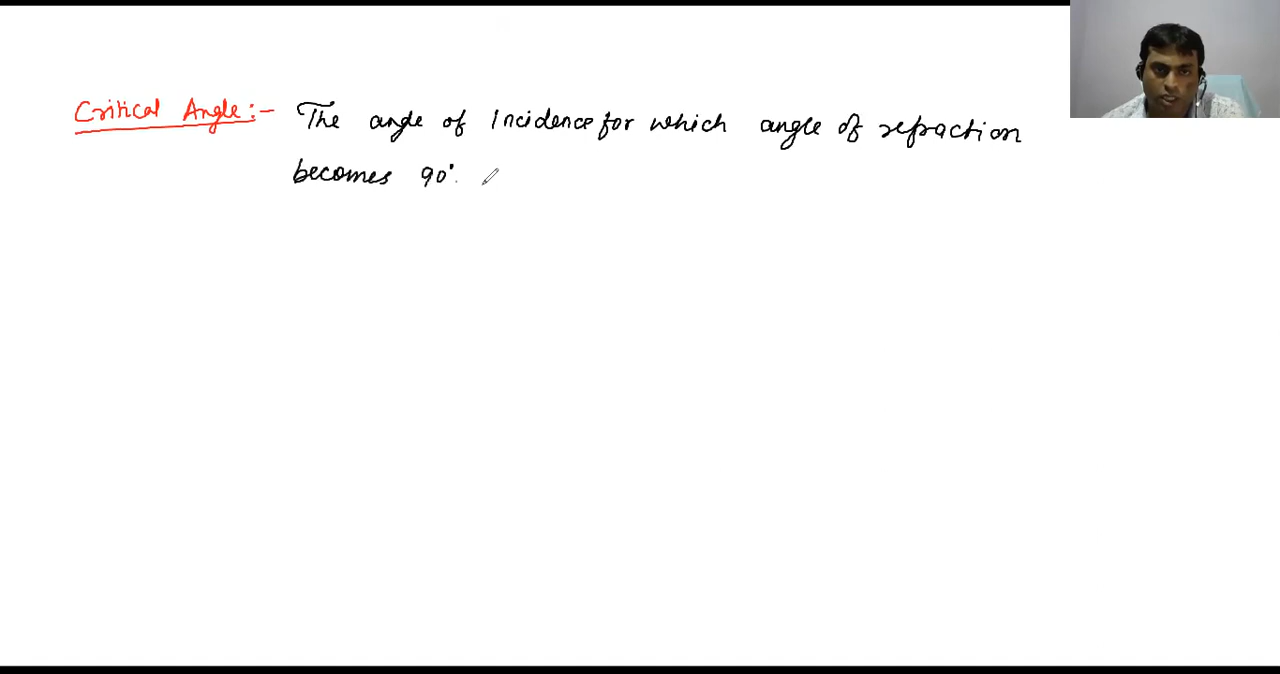 Critical Angle:- The angle of Incidence for which angle of refraction
becomes 90°.